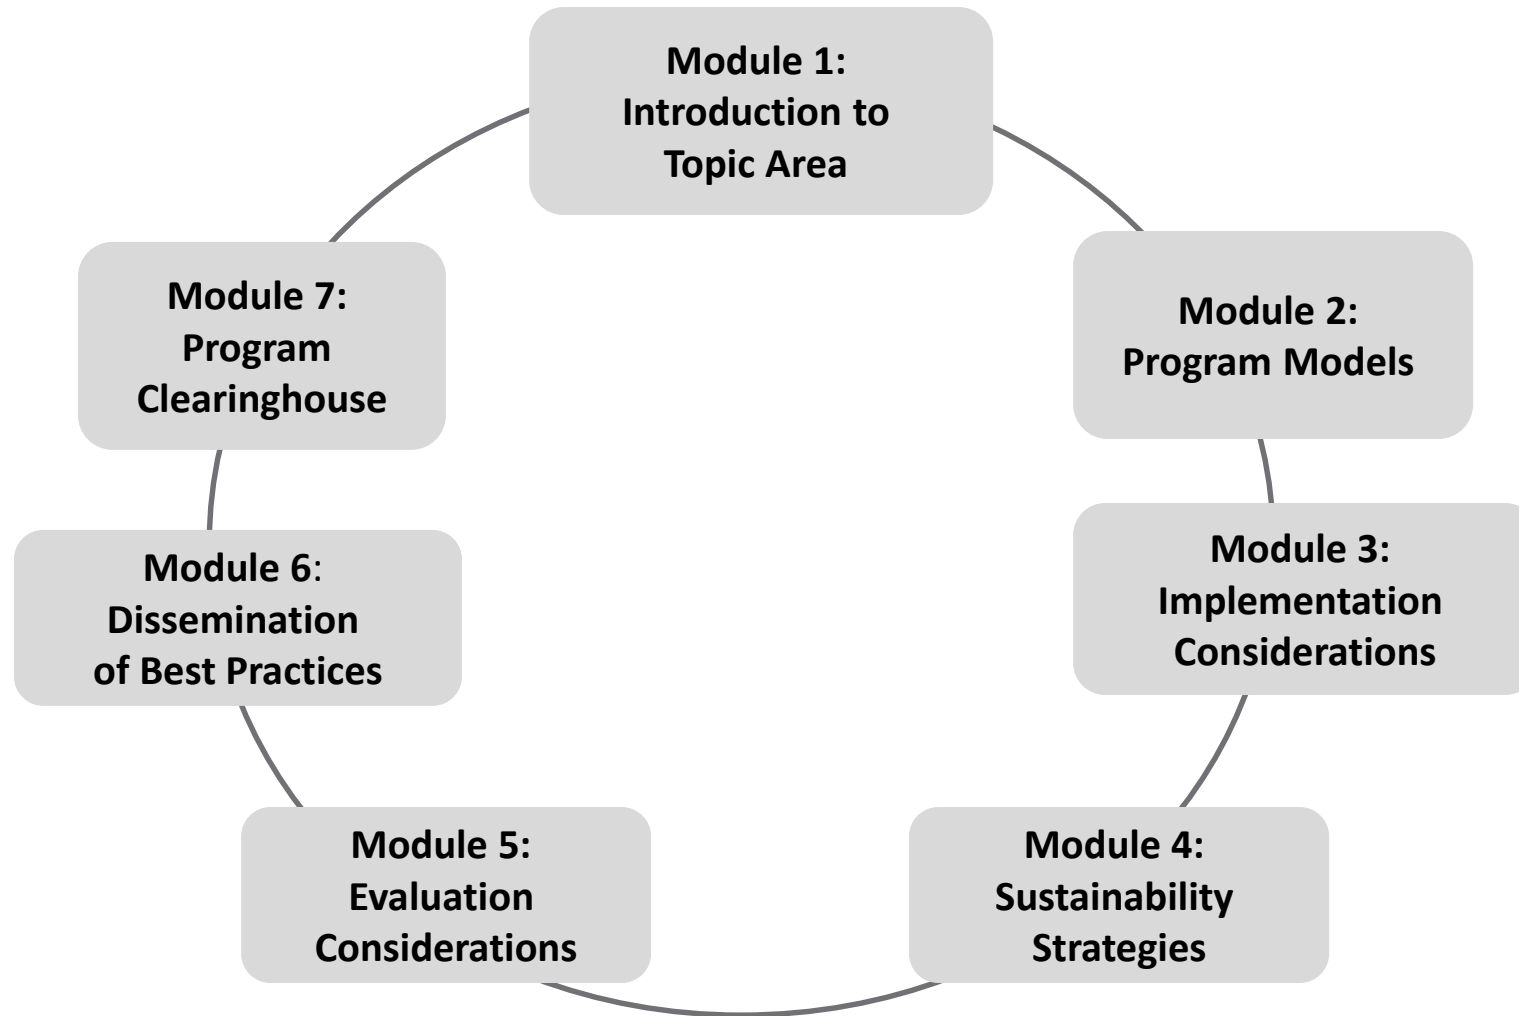 Module 1:
Introduction to
Topic Area
Module 2:
Program Models
Module 3:
Implementation
Considerations
Module 4:
Sustainability
Strategies
Module 5:
Evaluation
Considerations
Module 6:
Dissemination
of Best Practices
Module 7:
Program
Clearinghouse